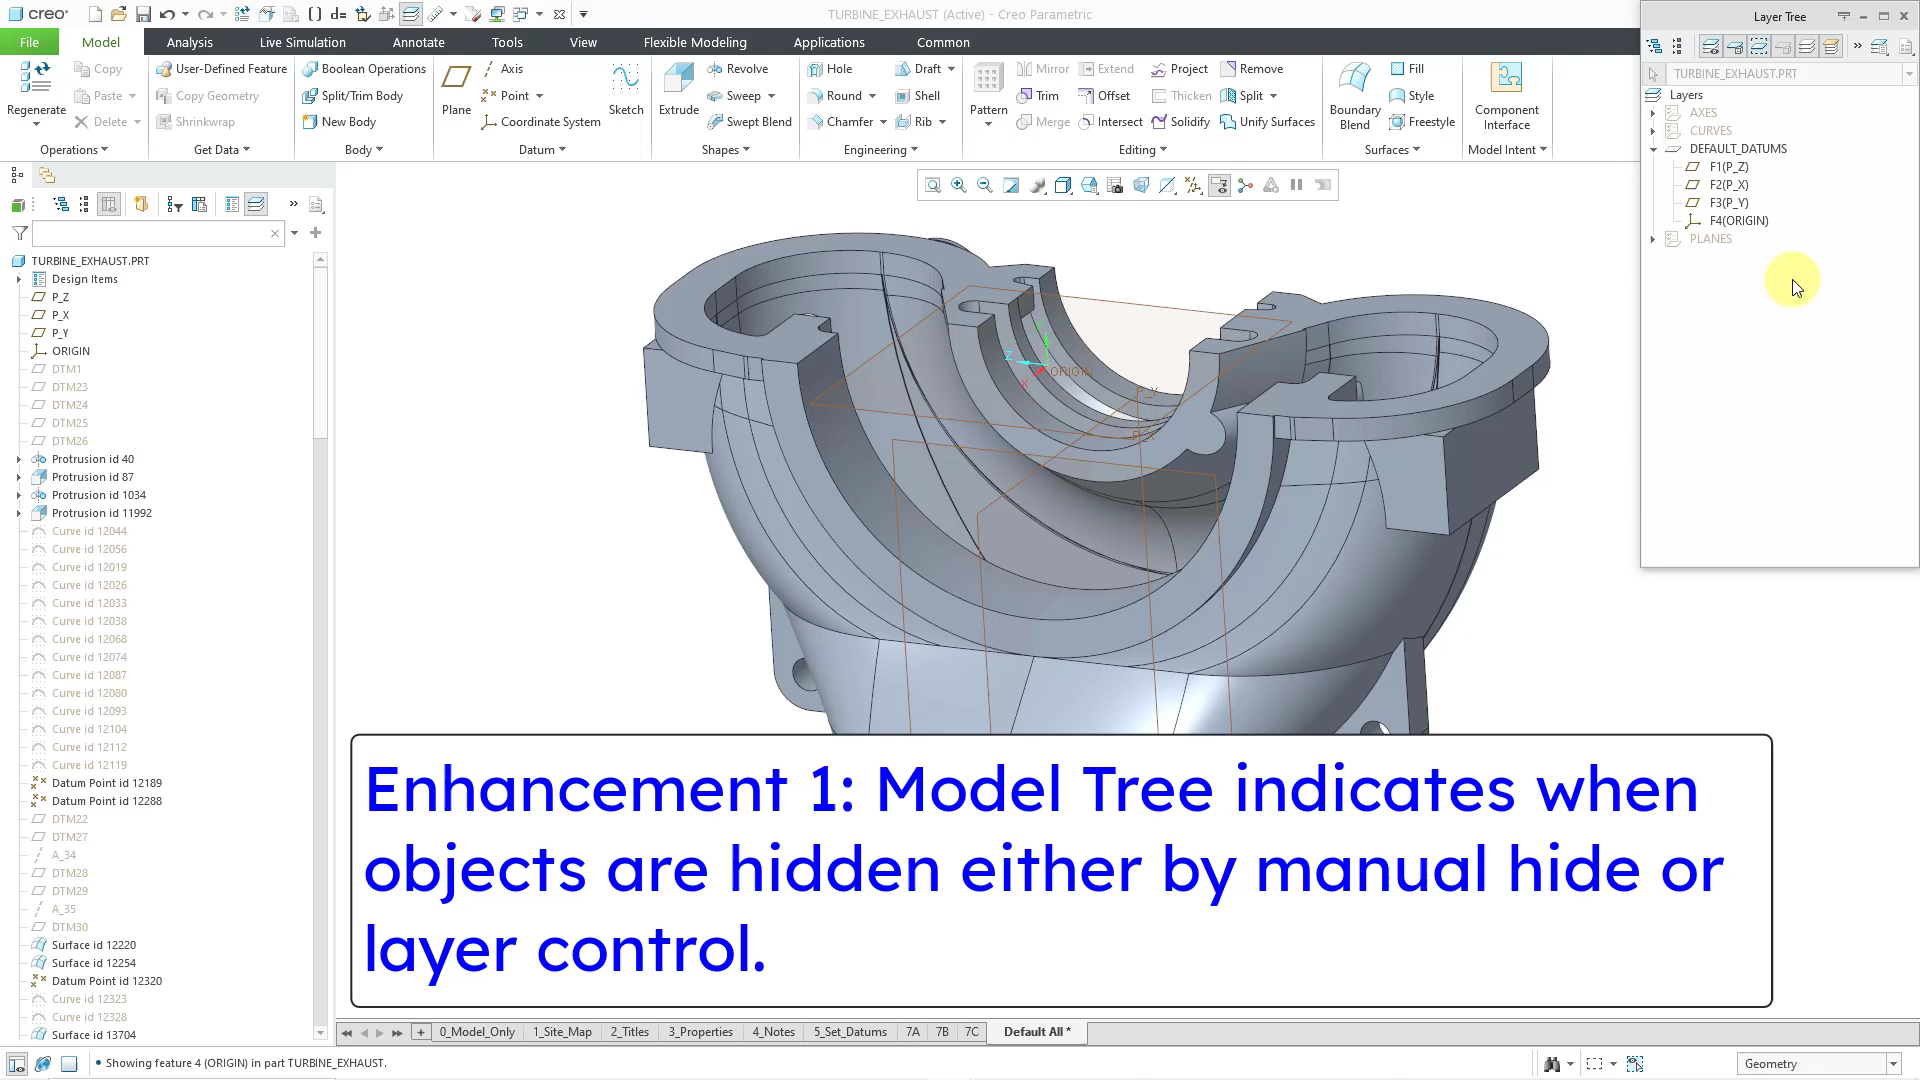 creo
TURBINE_EXHAUST (Active) - Creo Parametric
File
Model
Analysis
Live Simulation
Annotate
Tools
View
Flexible Modeling
Applications
Common
Regenerate
Copy
Paste
Delete
Operations
User-Defined Feature
Copy Geometry
Shrinkwrap
Get Data
Boolean Operations
Split/Trim Body
New Body
Body
Plane
Axis
Point
Coordinate System
Sketch
Datum
Extrude
Revolve
Sweep
Swept Blend
Shapes
Hole
Round
Chamfer
Draft
Shell
Rib
Engineering
Pattern
Mirror
Trim
Merge
Extend
Offset
Intersect
Project
Thicken
Solidify
Remove
Split
Unify Surfaces
Editing
Boundary
Blend
Fill
Style
Freestyle
Surfaces
Component
Interface
Model Intent
Layer Tree
TURBINE_EXHAUST.PRT
Layers
AXES
CURVES
DEFAULT_DATUMS
F1(P_Z)
F2(P_X)
F3(P_Y)
F4(ORIGIN)
PLANES
TURBINE_EXHAUST.PRT
Design Items
P_Z
P_X
P_Y
ORIGIN
DTM1
DTM23
DTM24
DTM25
DTM26
Protrusion id 40
Protrusion id 87
Protrusion id 1034
Protrusion id 11992
Curve id 12044
Curve id 12056
Curve id 12019
Curve id 12026
Curve id 12033
Curve id 12038
Curve id 12068
Curve id 12074
Curve id 12087
Curve id 12080
Curve id 12093
Curve id 12104
Curve id 12112
Curve id 12119
Datum Point id 12189
Datum Point id 12288
DTM22
DTM27
A_34
DTM28
DTM29
A_35
DTM30
Surface id 12220
Surface id 12254
Datum Point id 12320
Curve id 12323
Curve id 12328
Surface id 13704
Z
X
ORIGIN
P_Y
Enhancement 1: Model Tree indicates when
objects are hidden either by manual hide or
layer control.
0_Model_Only
1_Site_Map
2_Titles
3_Properties
4_Notes
5_Set_Datums
7A
7B
7C
Default All *
• Showing feature 4 (ORIGIN) in part TURBINE_EXHAUST.
Geometry